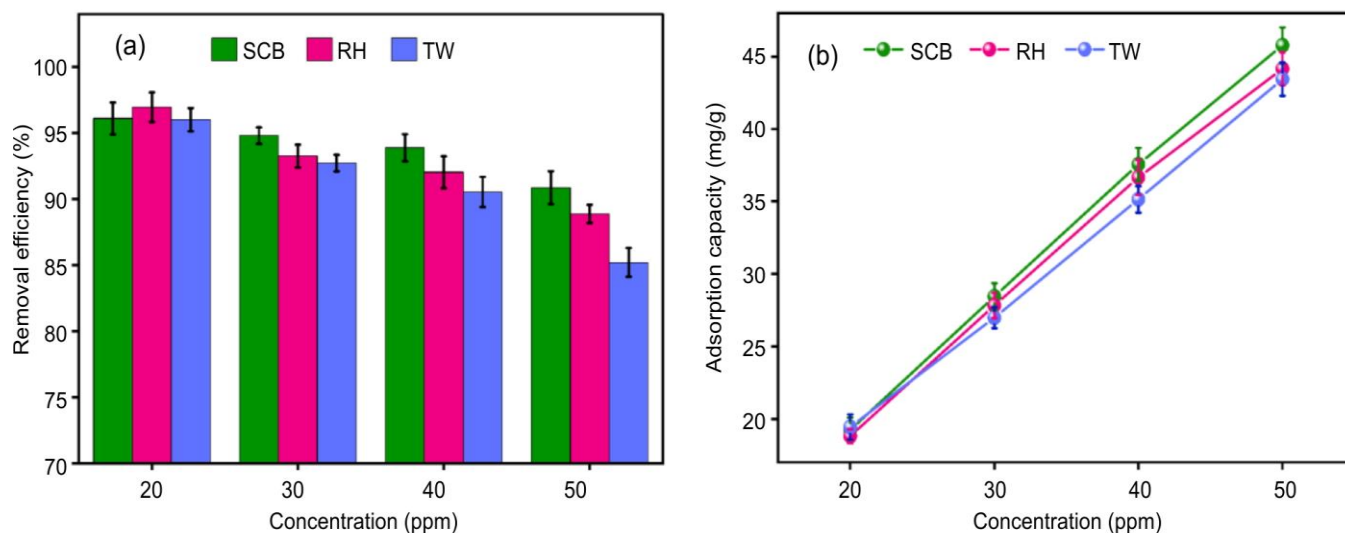 (a) SCB RH TW
Removal efficiency (%)
100
95
90
85
80
75
70
20 30 40 50
Concentration (ppm)
(b) SCB RH TW
Adsorption capacity (mg/g)
45
40
35
30
25
20
20 30 40 50
Concentration (ppm)